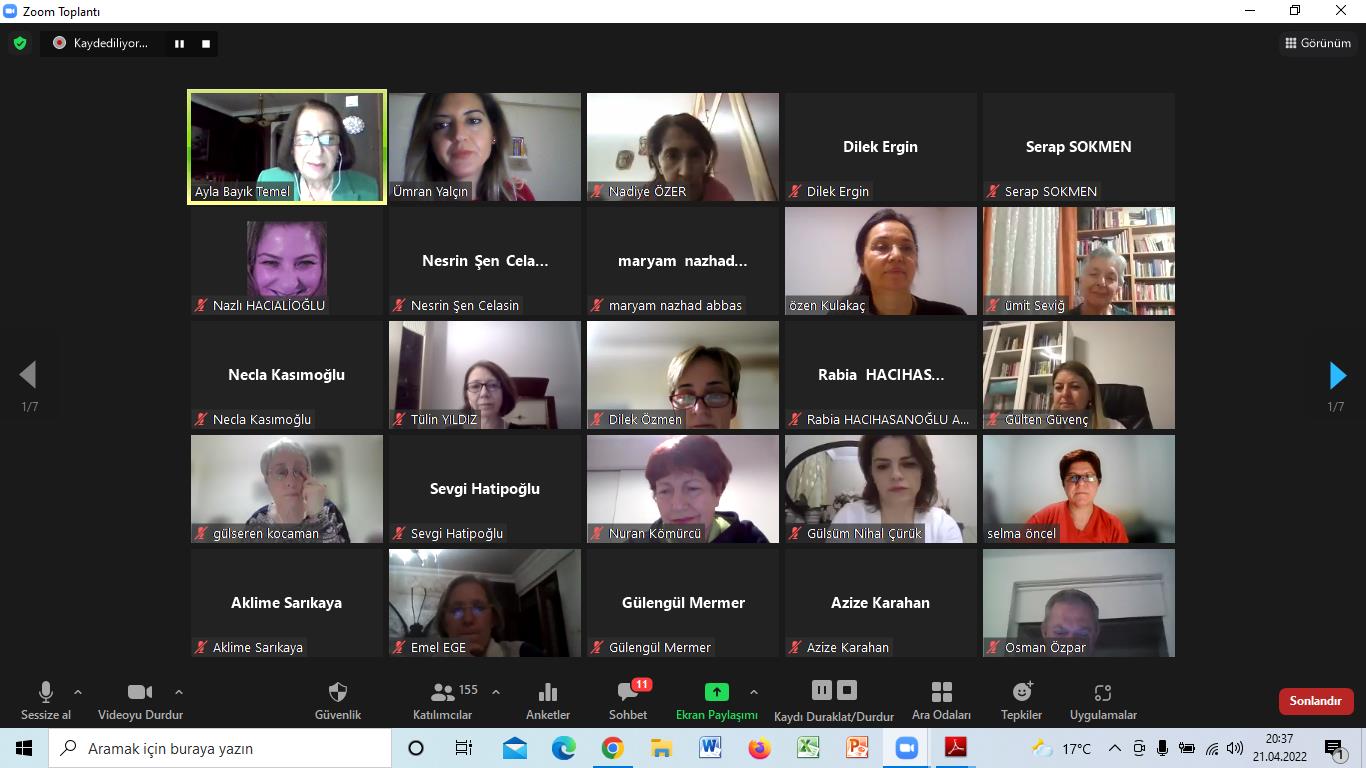 Zoom Toplantı
Kaydediliyor...
Görünüm
Ayla Bayık Temel
Ümran Yalçın
Nadiye ÖZER
Dilek Ergin
Dilek Ergin
Serap SOKMEN
Serap SOKMEN
Nazlı HACIALİOĞLU
Nesrin Şen Cela...
Nesrin Şen Celasin
maryam nazhad...
maryam nazhad abbas
özen Kulakaç
ümit Seviğ
Necla Kasımoğlu
Necla Kasımoğlu
Tülin YILDIZ
Dilek Özmen
Rabia HACIHAS...
Rabia HACIHASANOĞLU A...
Gülten Güvenç
1/7
1/7
gülseren kocaman
Sevgi Hatipoğlu
Sevgi Hatipoğlu
Nuran Kömürcü
Gülsüm Nihal Çürük
selma öncel
Aklime Sarıkaya
Aklime Sarıkaya
Emel EGE
Gülengül Mermer
Gülengül Mermer
Azize Karahan
Azize Karahan
Osman Özpar
Sessize al
Videoyu Durdur
Güvenlik
155
Katılımcılar
Anketler
11
Sohbet
Ekran Paylaşımı
Kaydı Duraklat/Durdur
Ara Odaları
Tepkiler
Uygulamalar
Sonlandır
Aramak için buraya yazın
17°C
20:37
21.04.2022
1